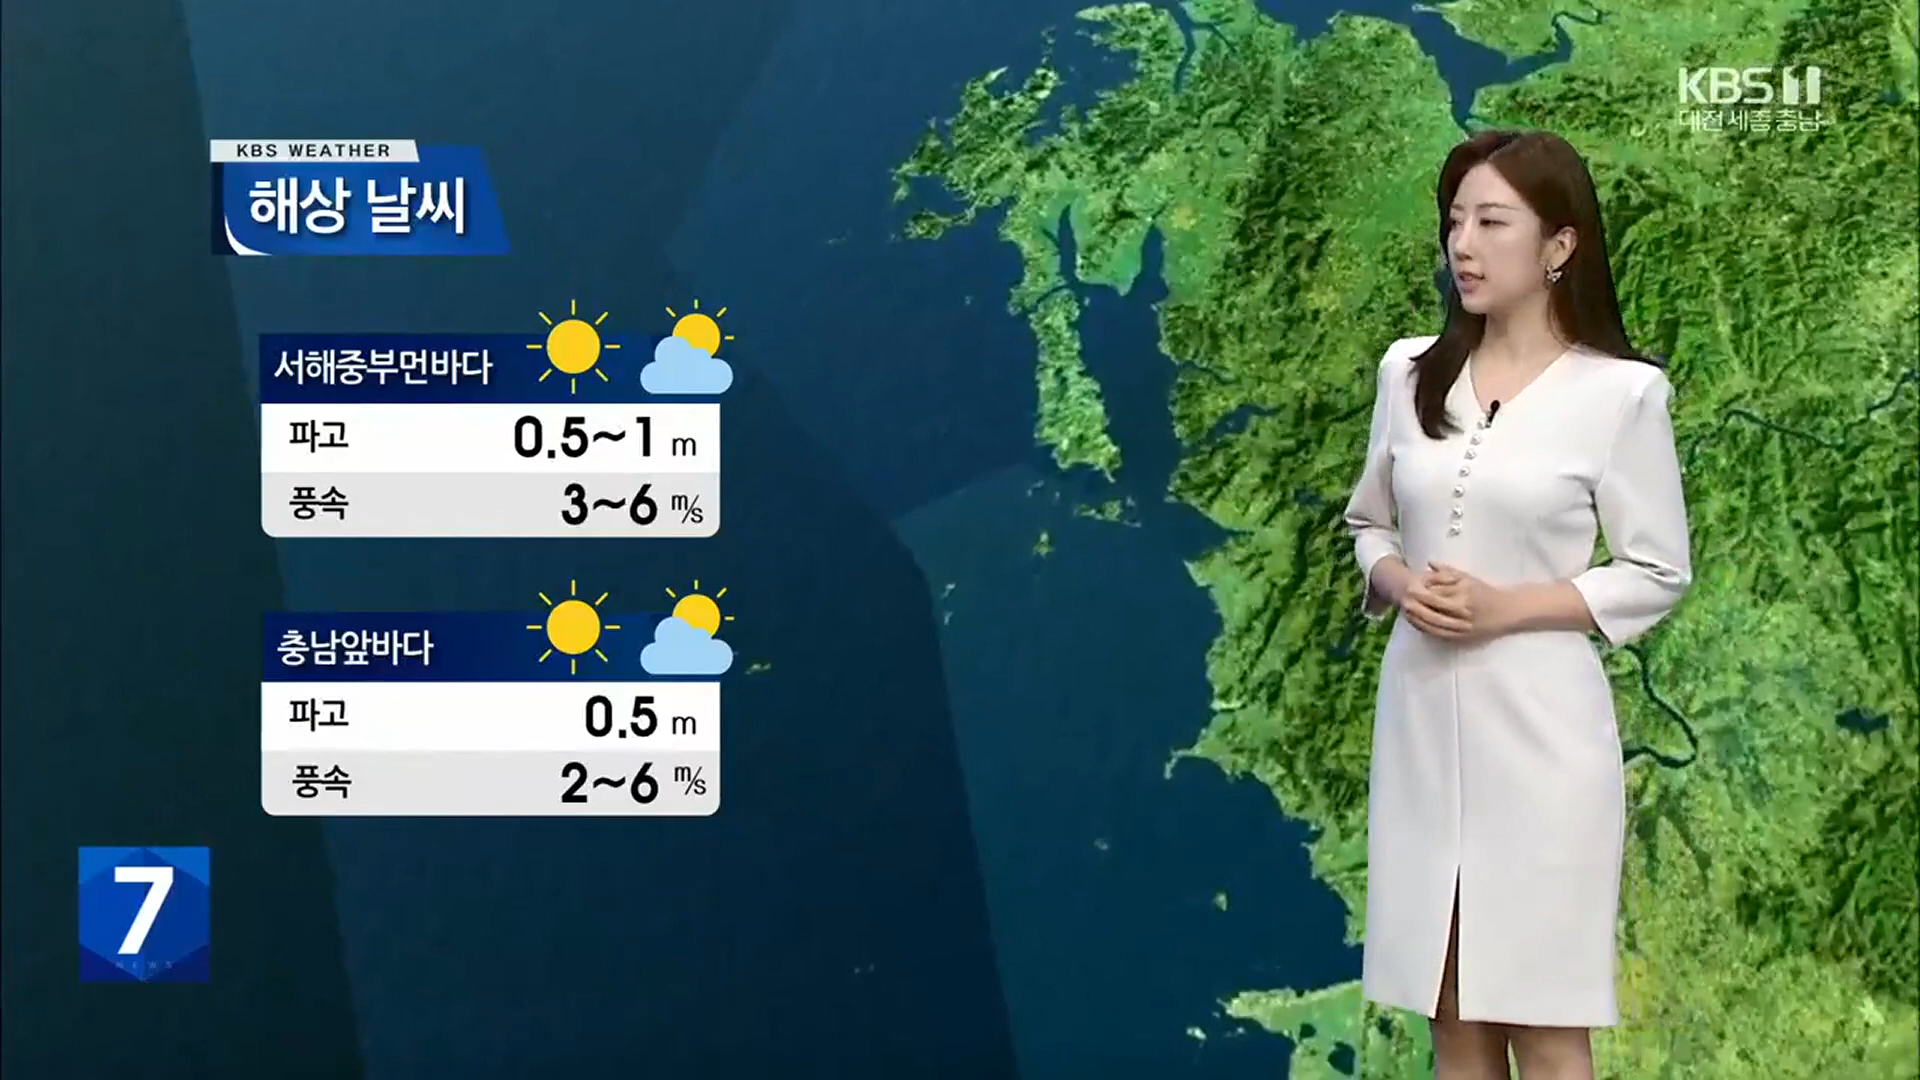 KBS 11
대전 세종 충남
KBS WEATHER
해상 날씨
서해중부먼바다
파고 0.5~1 m
풍속 3~6 m/s
충남앞바다
파고 0.5 m
풍속 2~6 m/s
7
NEWS